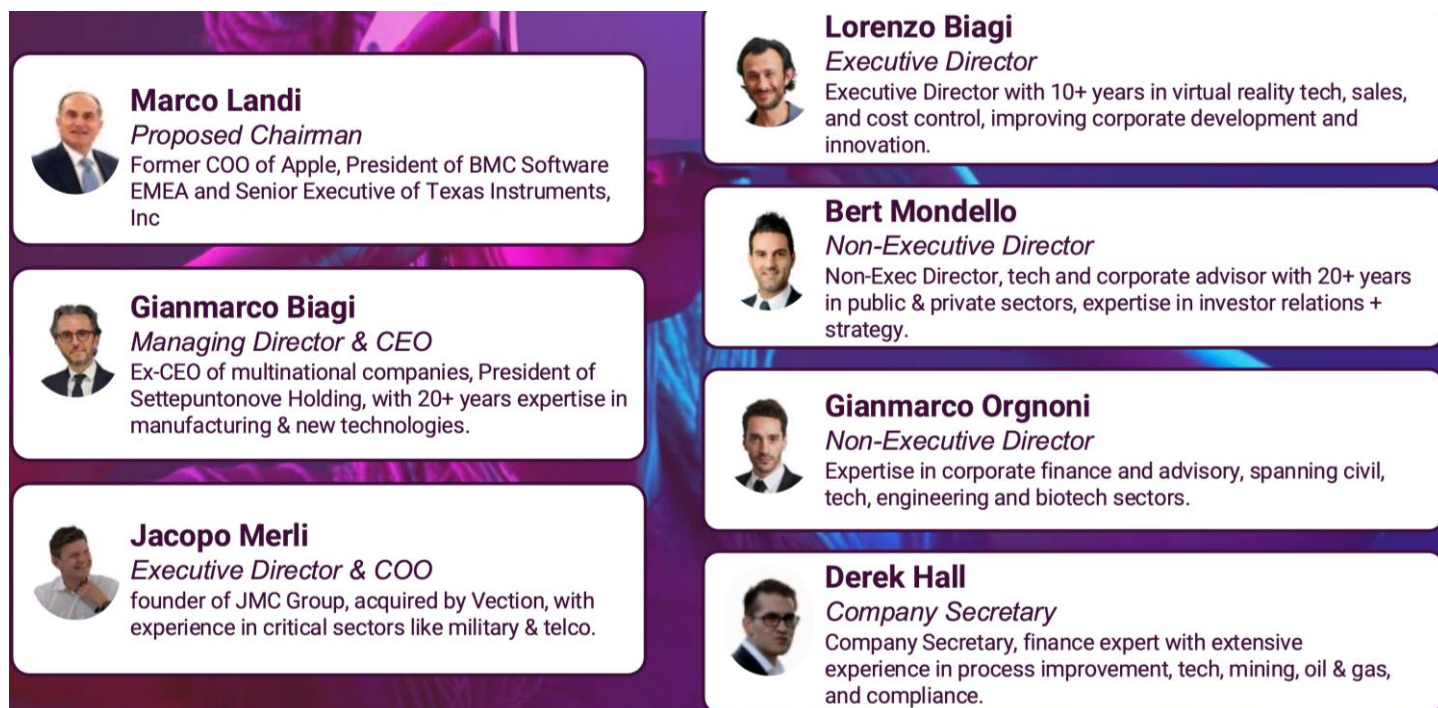 Marco Landi
Proposed Chairman
Former COO of Apple, President of BMC Software
EMEA and Senior Executive of Texas Instruments,
Inc
Gianmarco Biagi
Managing Director & CEO
Ex-CEO of multinational companies, President of
Settepuntonove Holding, with 20+ years expertise in
manufacturing & new technologies.
Jacopo Merli
Executive Director & COO
founder of JMC Group, acquired by Vection, with
experience in critical sectors like military & telco.
Lorenzo Biagi
Executive Director
Executive Director with 10+ years in virtual reality tech, sales,
and cost control, improving corporate development and
innovation.
Bert Mondello
Non-Executive Director
Non-Exec Director, tech and corporate advisor with 20+ years
in public & private sectors, expertise in investor relations +
strategy.
Gianmarco Orgnoni
Non-Executive Director
Expertise in corporate finance and advisory, spanning civil,
tech, engineering and biotech sectors.
Derek Hall
Company Secretary
Company Secretary, finance expert with extensive
experience in process improvement, tech, mining, oil & gas,
and compliance.